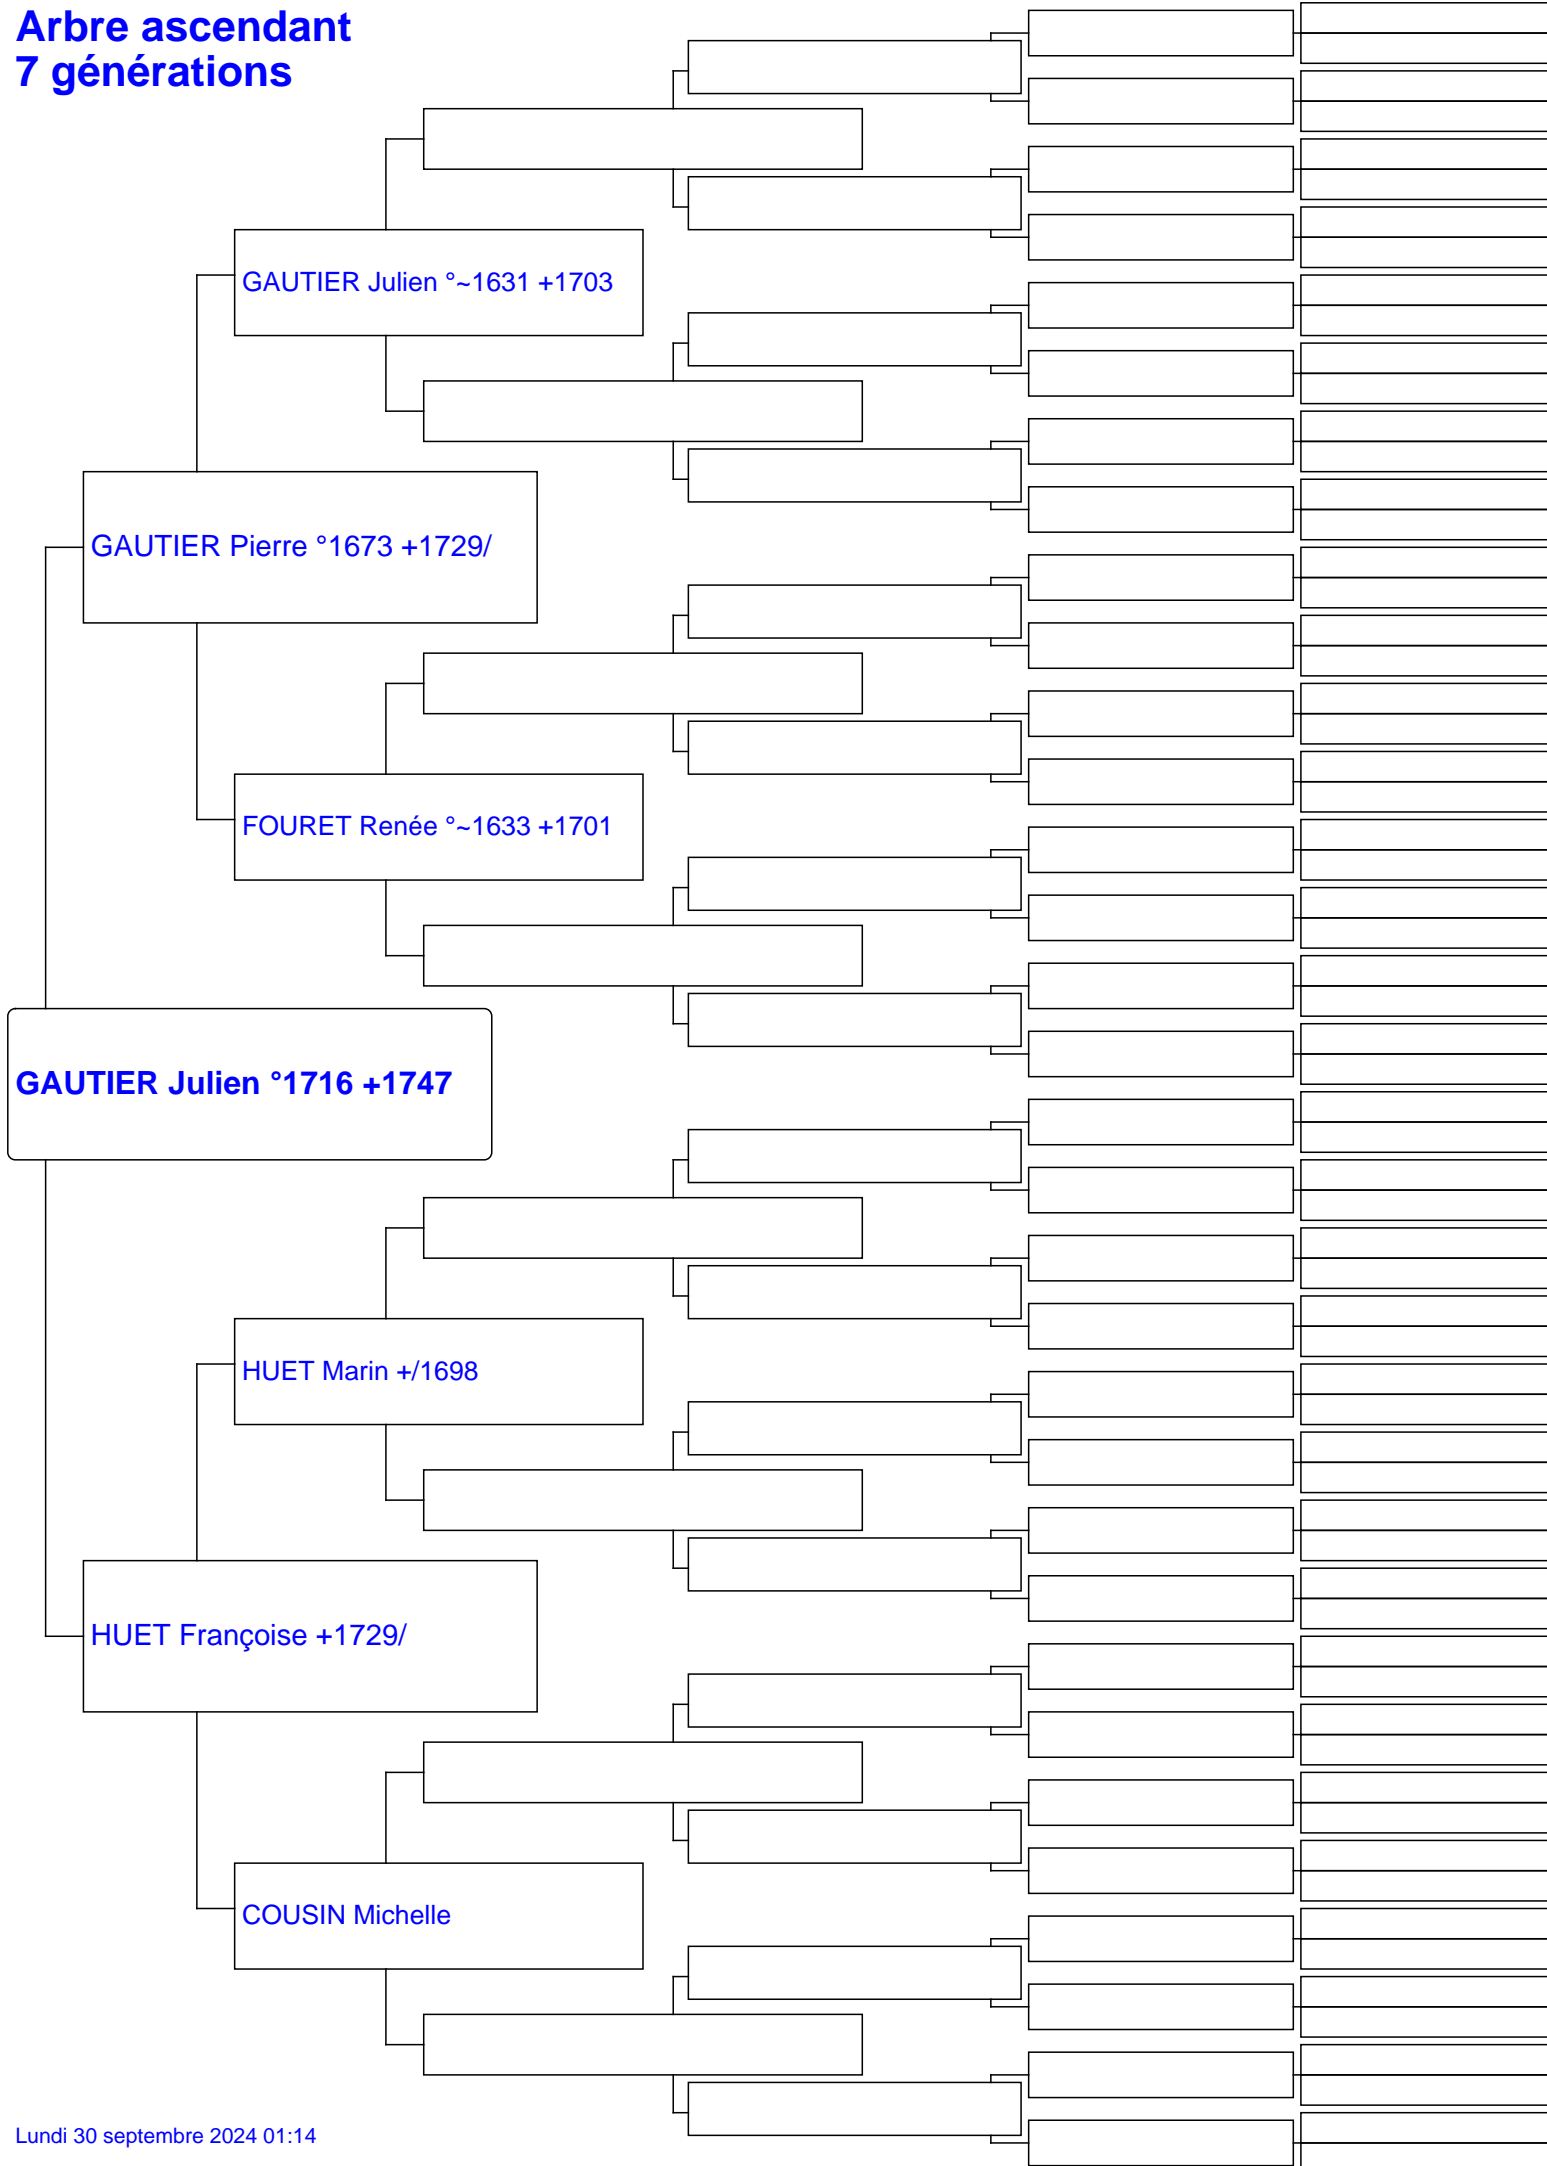 Arbre ascendant
7 générations
GAUTIER Julien °~1631 +1703
GAUTIER Pierre °1673 +1729/
FOURET Renée °~1633 +1701
GAUTIER Julien °1716 +1747
HUET Marin +/1698
HUET Françoise +1729/
COUSIN Michelle
Lundi 30 septembre 2024 01:14